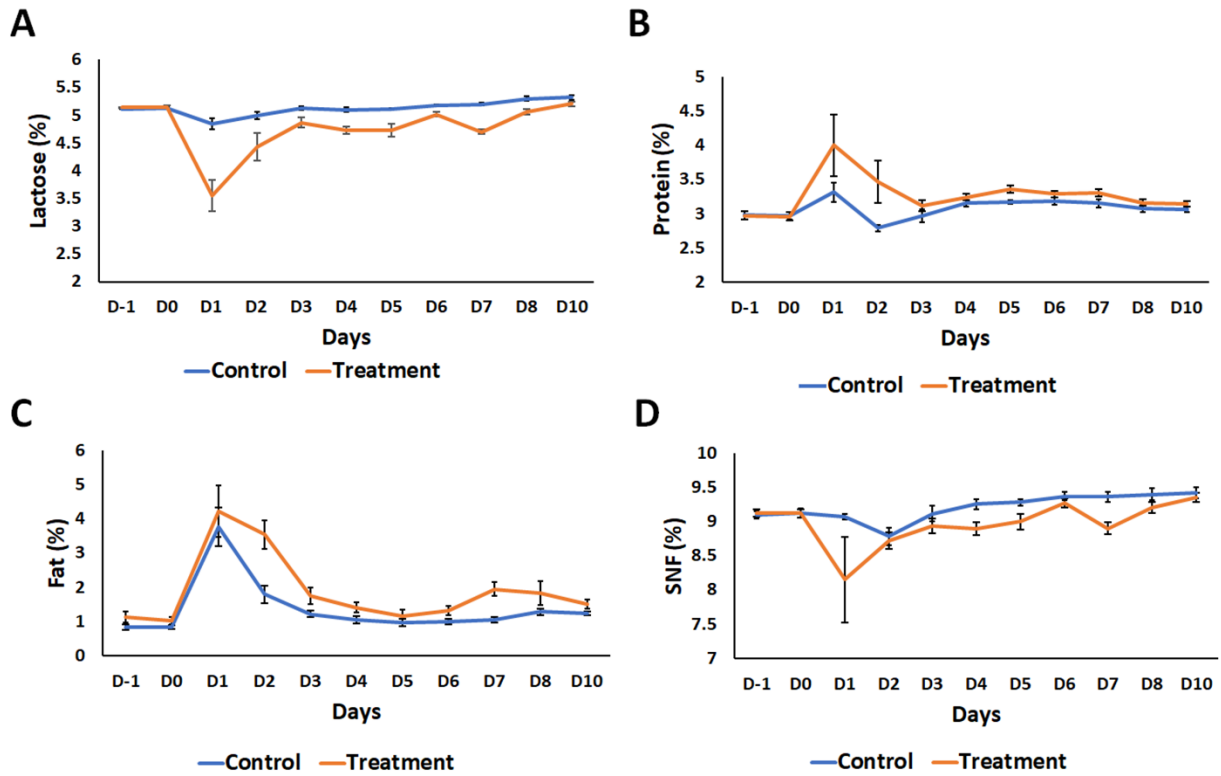 A
6
5.5
5
4.5
4
3.5
3
2.5
2
Lactose (%)
D-1 D0 D1 D2 D3 D4 D5 D6 D7 D8 D10
Days
Control Treatment
B
5
4.5
4
3.5
3
2.5
2
Protein (%)
D-1 D0 D1 D2 D3 D4 D5 D6 D7 D8 D10
Days
Control Treatment
C
6
5
4
3
2
1
0
Fat (%)
D-1 D0 D1 D2 D3 D4 D5 D6 D7 D8 D10
Days
Control Treatment
D
10
9.5
9
8.5
8
7.5
7
SNF (%)
D-1 D0 D1 D2 D3 D4 D5 D6 D7 D8 D10
Days
Control Treatment